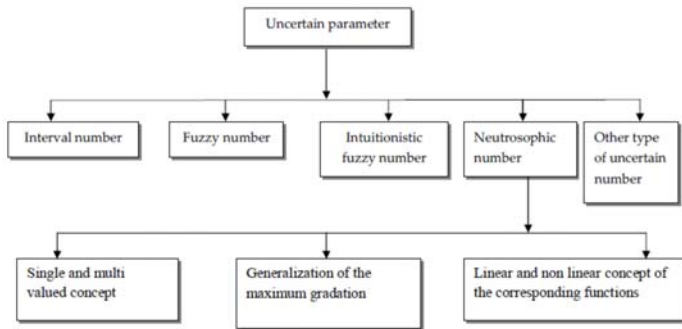 Uncertain parameter
Interval number
Fuzzy number
Intuitionistic
fuzzy number
Neutrosophic
number
Other type
of uncertain
number
Single and multi
valued concept
Generalization of the
maximum gradation
Linear and non linear concept of
the corresponding functions